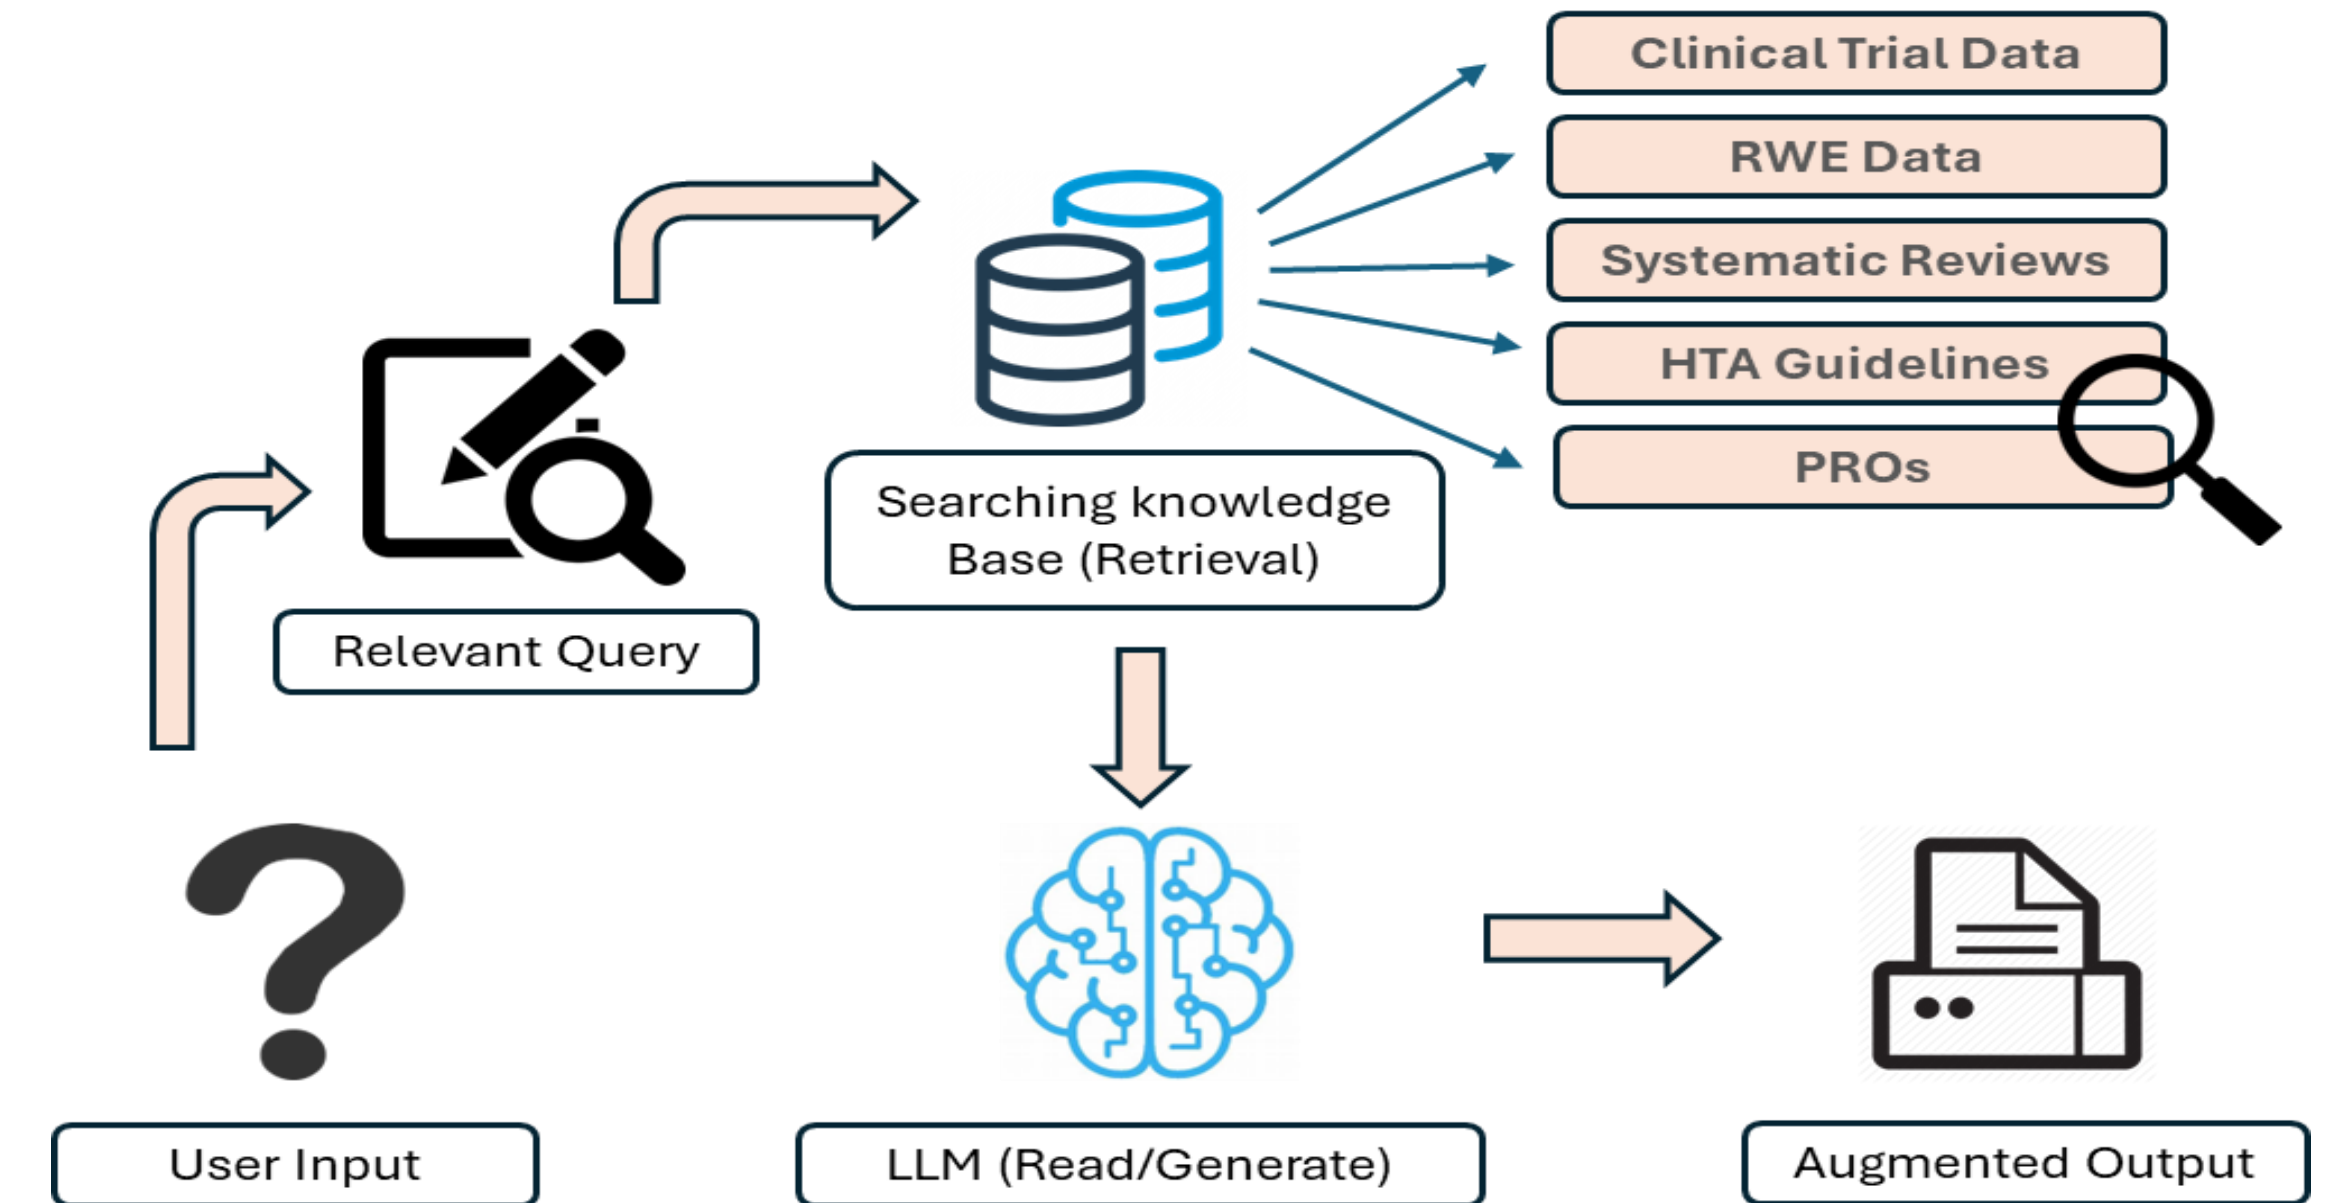 Clinical Trial Data
RWE Data
Systematic Reviews
HTA Guidelines
PROs
Searching knowledge
Base (Retrieval)
Relevant Query
User Input
LLM (Read/Generate)
Augmented Output